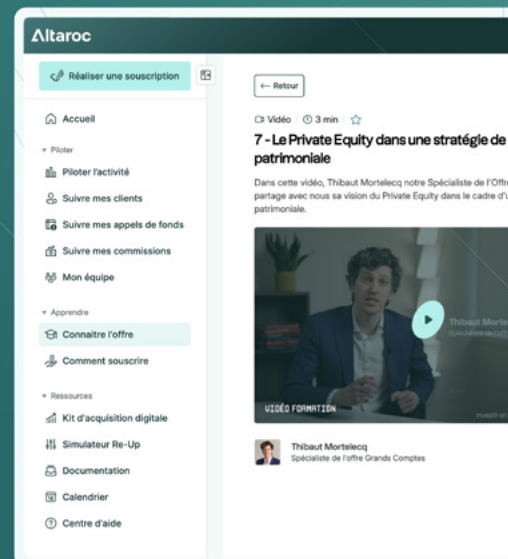 Altaroc
Réaliser une souscription
Accueil
Piloter
Piloter l'activité
Suivre mes clients
Suivre mes appels de fonds
Suivre mes commissions
Mon équipe
Apprendre
Connaitre l'offre
Comment souscrire
Ressources
Kit d'acquisition digitale
Simulateur Re-Up
Documentation
Calendrier
Centre d'aide
← Retour
Vidéo 3 min
7 - Le Private Equity dans une stratégie de
patrimoniale
Dans cette vidéo, Thibaut Mortelecq notre Spécialiste de l'Offre
partage avec nous sa vision du Private Equity dans le cadre d'u
patrimoniale.
Thibaut Morte
VIDÉO FORMATION
Thibaut Mortelecq
Spécialiste de l'offre Grands Comptes